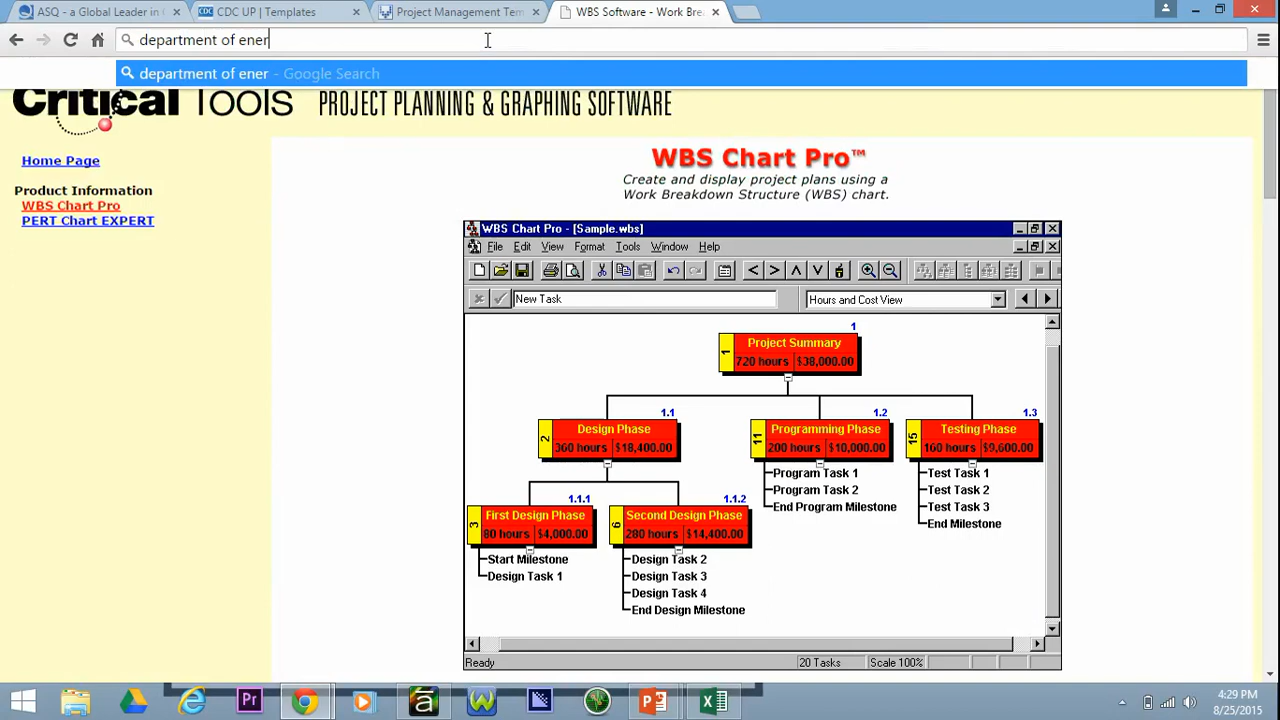 ASQ - a Global Leader in C
CDC UP | Templates
Project Management Tem
WBS Software - Work Bre
department of ener
department of ener - Google Search
Critical Tools PROJECT PLANNING & GRAPHING SOFTWARE
Home Page
Product Information
WBS Chart Pro
PERT Chart EXPERT
WBS Chart Pro™
Create and display project plans using a
Work Breakdown Structure (WBS) chart.
WBS Chart Pro - [Sample.wbs]
File Edit View Format Tools Window Help
New Task
Hours and Cost View
1
1 Project Summary
720 hours $38,000.00
1.1
2 Design Phase
360 hours $18,400.00
1.2
11 Programming Phase
200 hours $10,000.00
1.3
15 Testing Phase
160 hours $9,600.00
Program Task 1
Program Task 2
End Program Milestone
Test Task 1
Test Task 2
Test Task 3
End Milestone
1.1.1
3 First Design Phase
80 hours $4,000.00
1.1.2
6 Second Design Phase
280 hours $14,400.00
Start Milestone
Design Task 1
Design Task 2
Design Task 3
Design Task 4
End Design Milestone
Ready
20 Tasks
Scale 100%
Pr
4:29 PM
8/25/2015